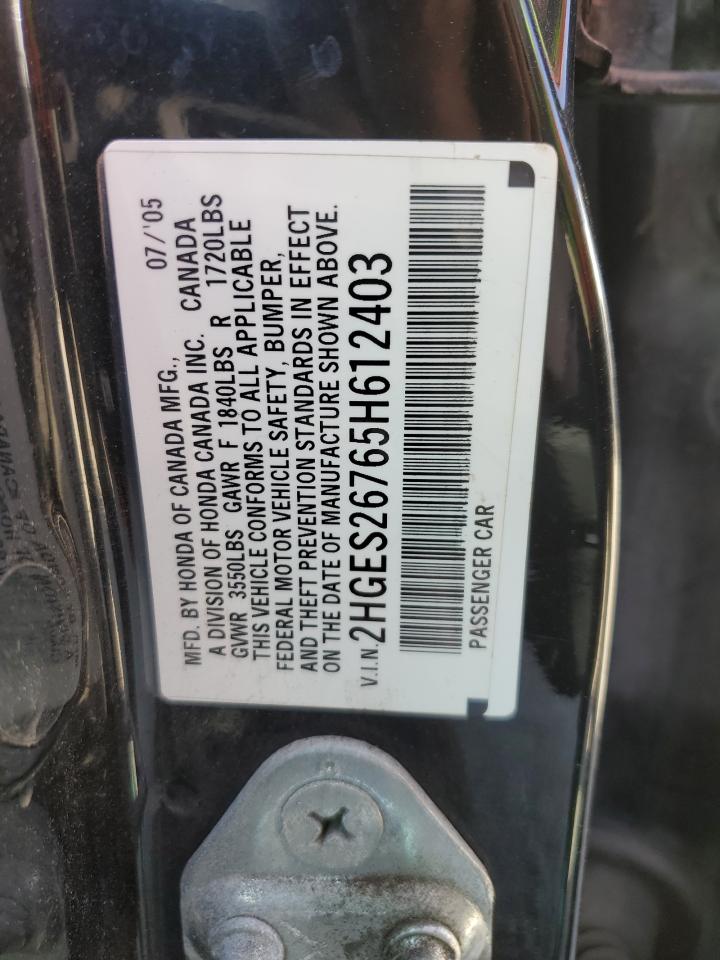 MFD. BY HONDA OF CANADA MFG., 07/'05
A DIVISION OF HONDA CANADA INC. CANADA
GVWR 3550LBS GAWR F 1840LBS R 1720LBS
THIS VEHICLE CONFORMS TO ALL APPLICABLE
FEDERAL MOTOR VEHICLE SAFETY, BUMPER,
AND THEFT PREVENTION STANDARDS IN EFFECT
ON THE DATE OF MANUFACTURE SHOWN ABOVE.
V.I.N. 2HGES26765H612403
PASSENGER CAR